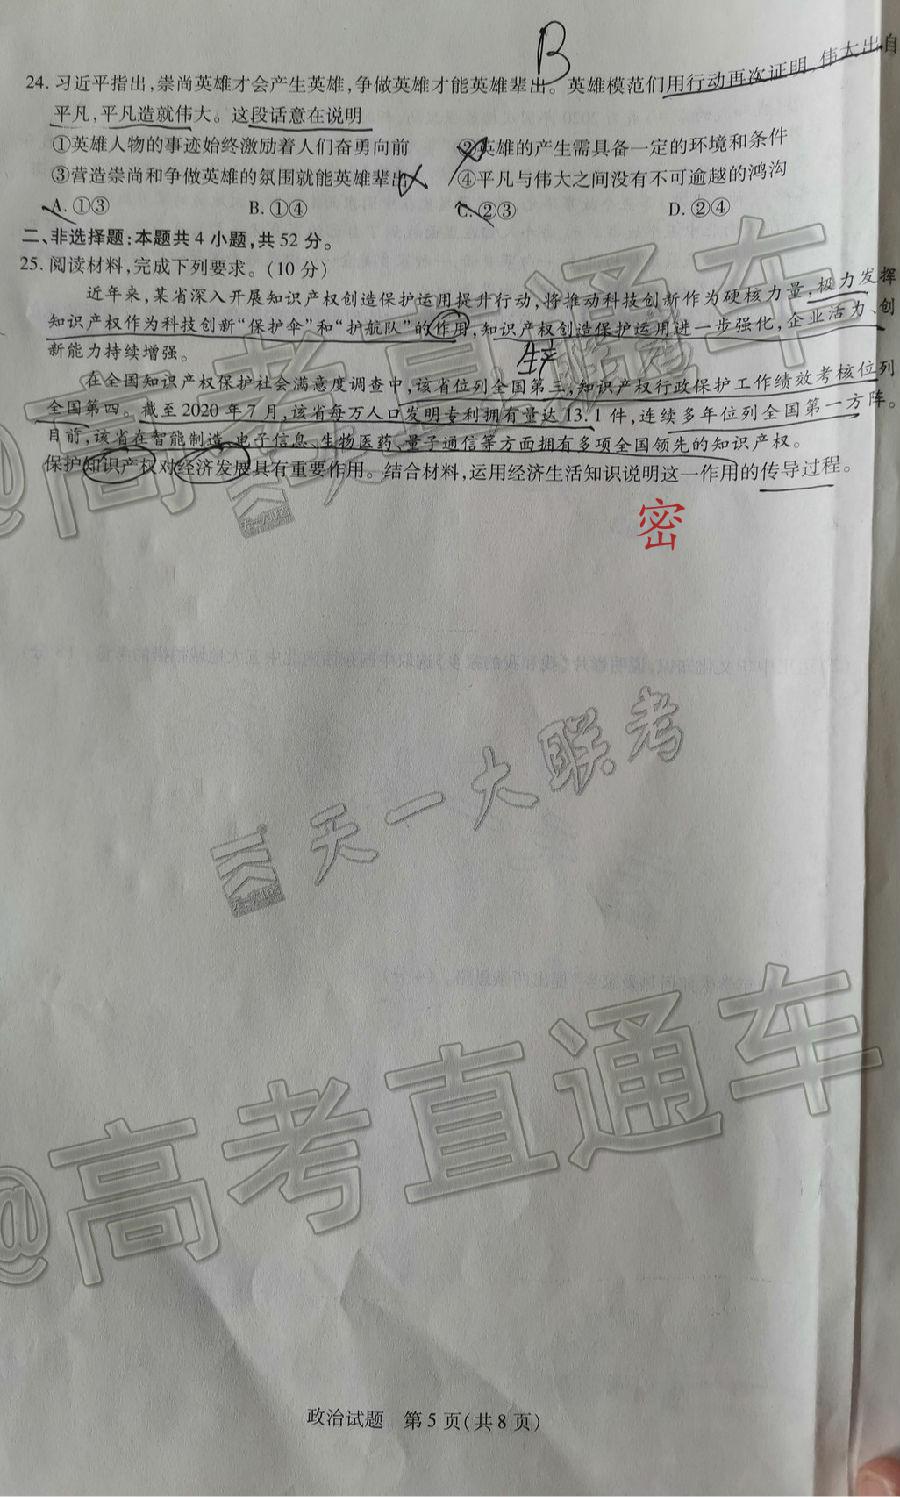 B
24. 习近平指出,崇尚英雄才会产生英雄,争做英雄才能英雄辈出。英雄模范们用行动再次证明,伟大出自
平凡,平凡造就伟大。这段话意在说明
①英雄人物的事迹始终激励着人们奋勇向前 ②英雄的产生需具备一定的环境和条件
③营造崇尚和争做英雄的氛围就能英雄辈出 ④平凡与伟大之间没有不可逾越的鸿沟
A. ①③ B. ①④ C. ②③ D. ②④
二、非选择题:本题共4小题,共52分。
25. 阅读材料,完成下列要求。(10分)
近年来,某省深入开展知识产权创造保护运用提升行动,将推动科技创新作为硬核力量,极力发挥
知识产权作为科技创新“保护伞”和“护航队”的作用,知识产权创造保护运用进一步强化,企业活力、创
新能力持续增强。
生产
在全国知识产权保护社会满意度调查中,该省位列全国第三,知识产权行政保护工作绩效考核位列
全国第四。截至2020年7月,该省每万人口发明专利拥有量达13.1件,连续多年位列全国第一方阵。
目前,该省在智能制造、电子信息、生物医药、量子通信等方面拥有多项全国领先的知识产权。
保护知识产权对经济发展具有重要作用。结合材料,运用经济生活知识说明这一作用的传导过程。
密
天一大联考
@高考直通车
@高考直通车
政治试题 第5页(共8页)